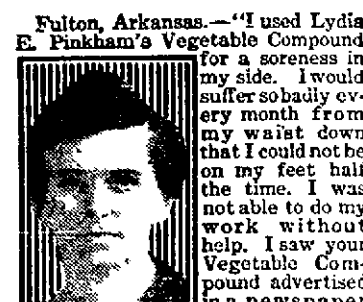 Fulton, Arkansas.—"I used Lydia
E. Pinkham's Vegetable Compound
for a soreness in
my side. I would
suffer so badly ev-
ery month from
my waist down
that I could not be
on my feet half
the time. I was
not able to do my
work without
help. I saw your
Vegetable Com-
pound advertised
in a newspaper